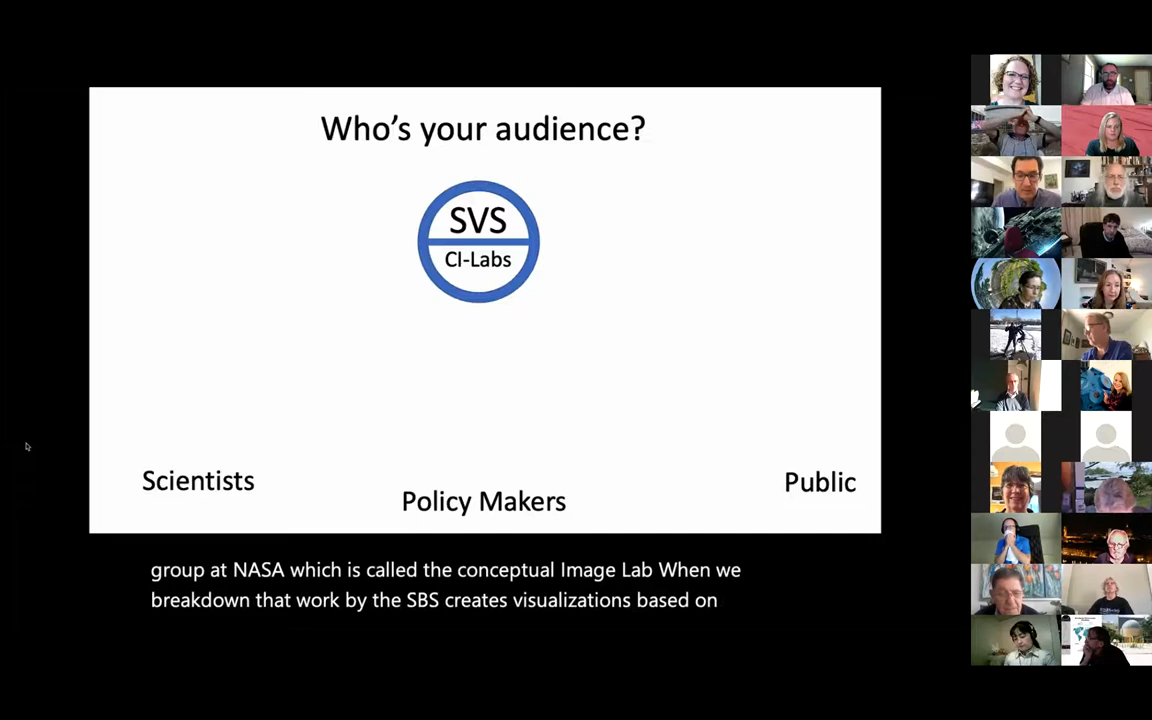 Who's your audience?
SVS
CI-Labs
Scientists
Policy Makers
Public
group at NASA which is called the conceptual Image Lab When we
breakdown that work by the SBS creates visualizations based on